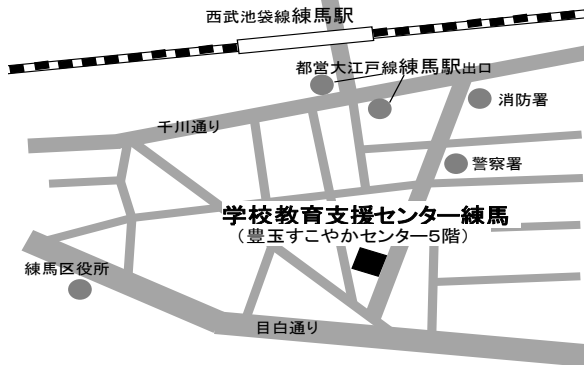 西武池袋線練馬駅
都営大江戸線練馬駅出口
消防署
千川通り
警察署
学校教育支援センター練馬
（豊玉すこやかセンター5階）
練馬区役所
目白通り